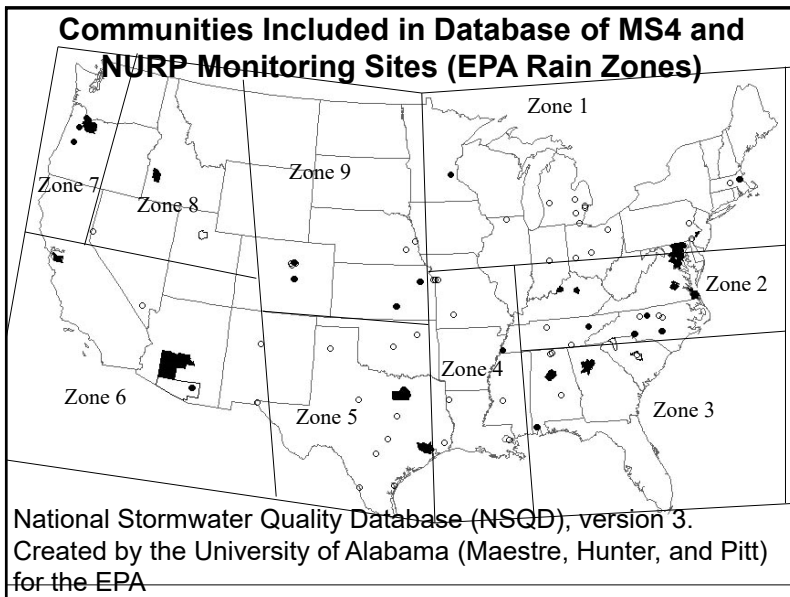 Communities Included in Database of MS4 and
NURP Monitoring Sites (EPA Rain Zones)
Zone 1
Zone 9
Zone 7
Zone 8
Zone 2
Zone 4
Zone 6
Zone 5
Zone 3
National Stormwater Quality Database (NSQD), version 3.
Created by the University of Alabama (Maestre, Hunter, and Pitt)
for the EPA